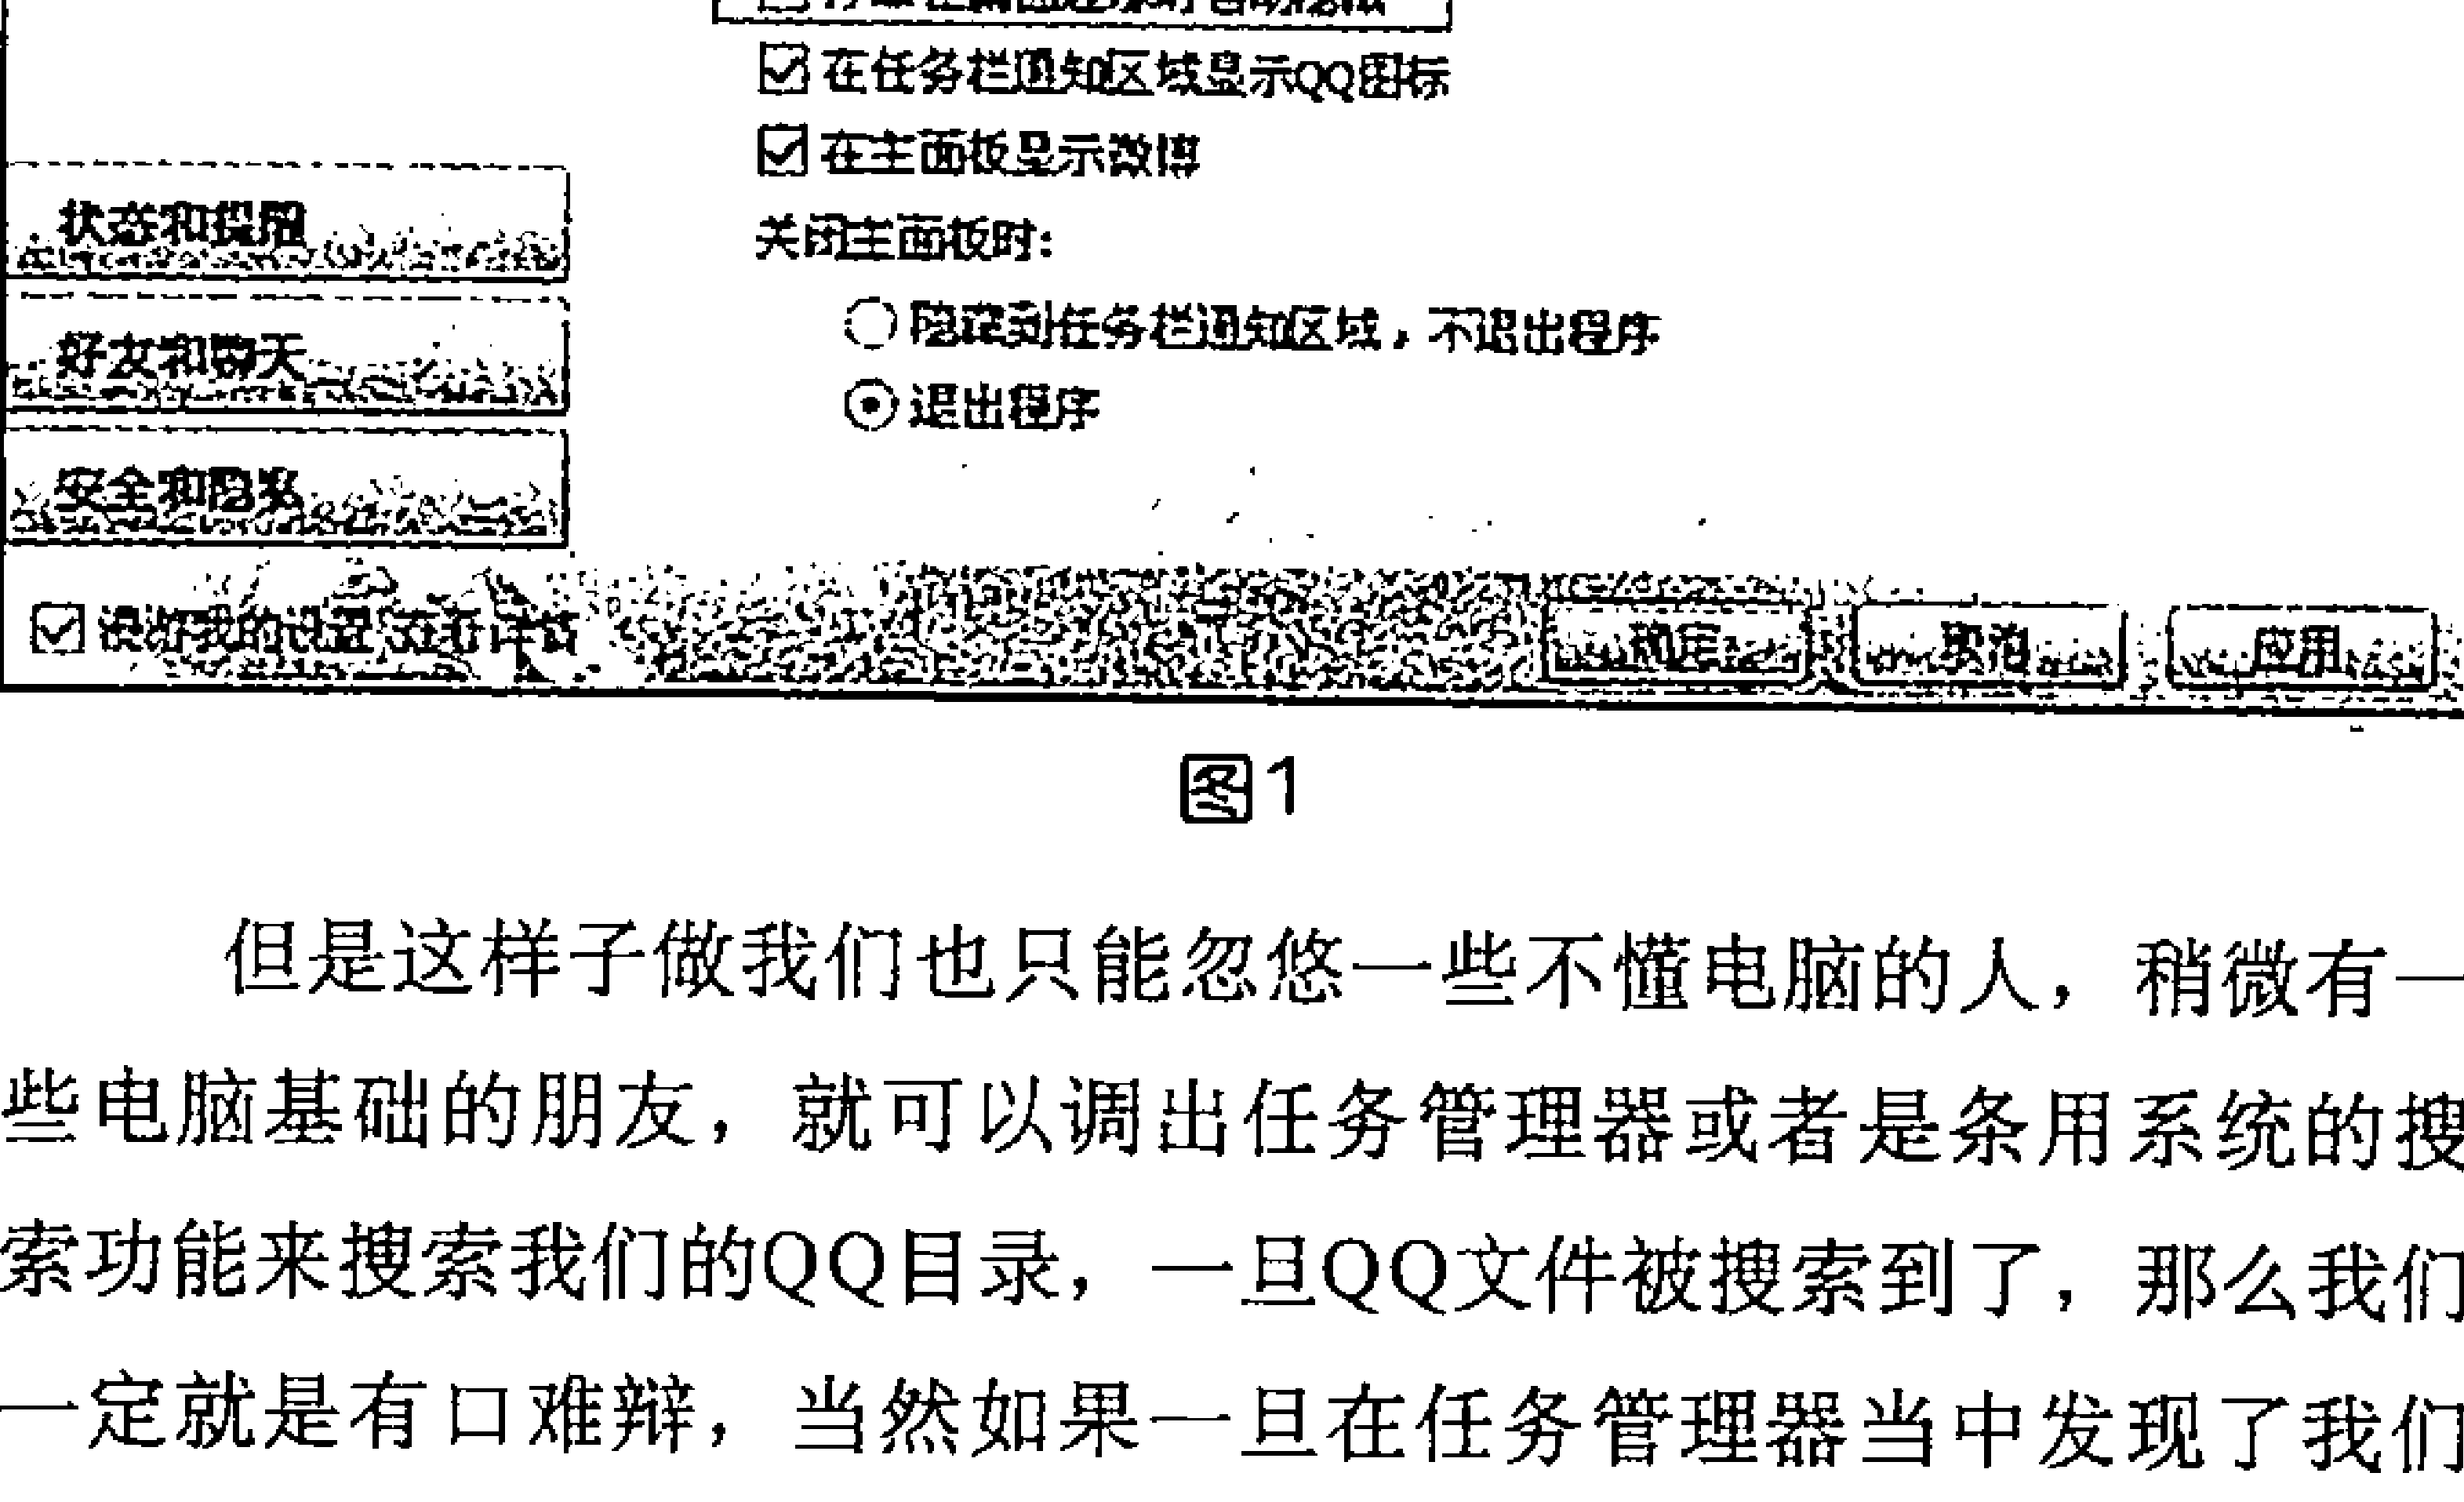 ☑在任务栏通知区域显示QQ图标
☑在主面板显示微博
状态和提醒
关闭主面板时:
○隐藏到任务栏通知区域，不退出程序
好友和聊天
⊙退出程序
安全和隐私
☑ 我的设置
确定 取消 应用
图1
但是这样子做我们也只能忽悠一些不懂电脑的人，稍微有一
些电脑基础的朋友，就可以调出任务管理器或者是条用系统的搜
索功能来搜索我们的QQ目录，一旦QQ文件被搜索到了，那么我们
一定就是有口难辩，当然如果一旦在任务管理器当中发现了我们